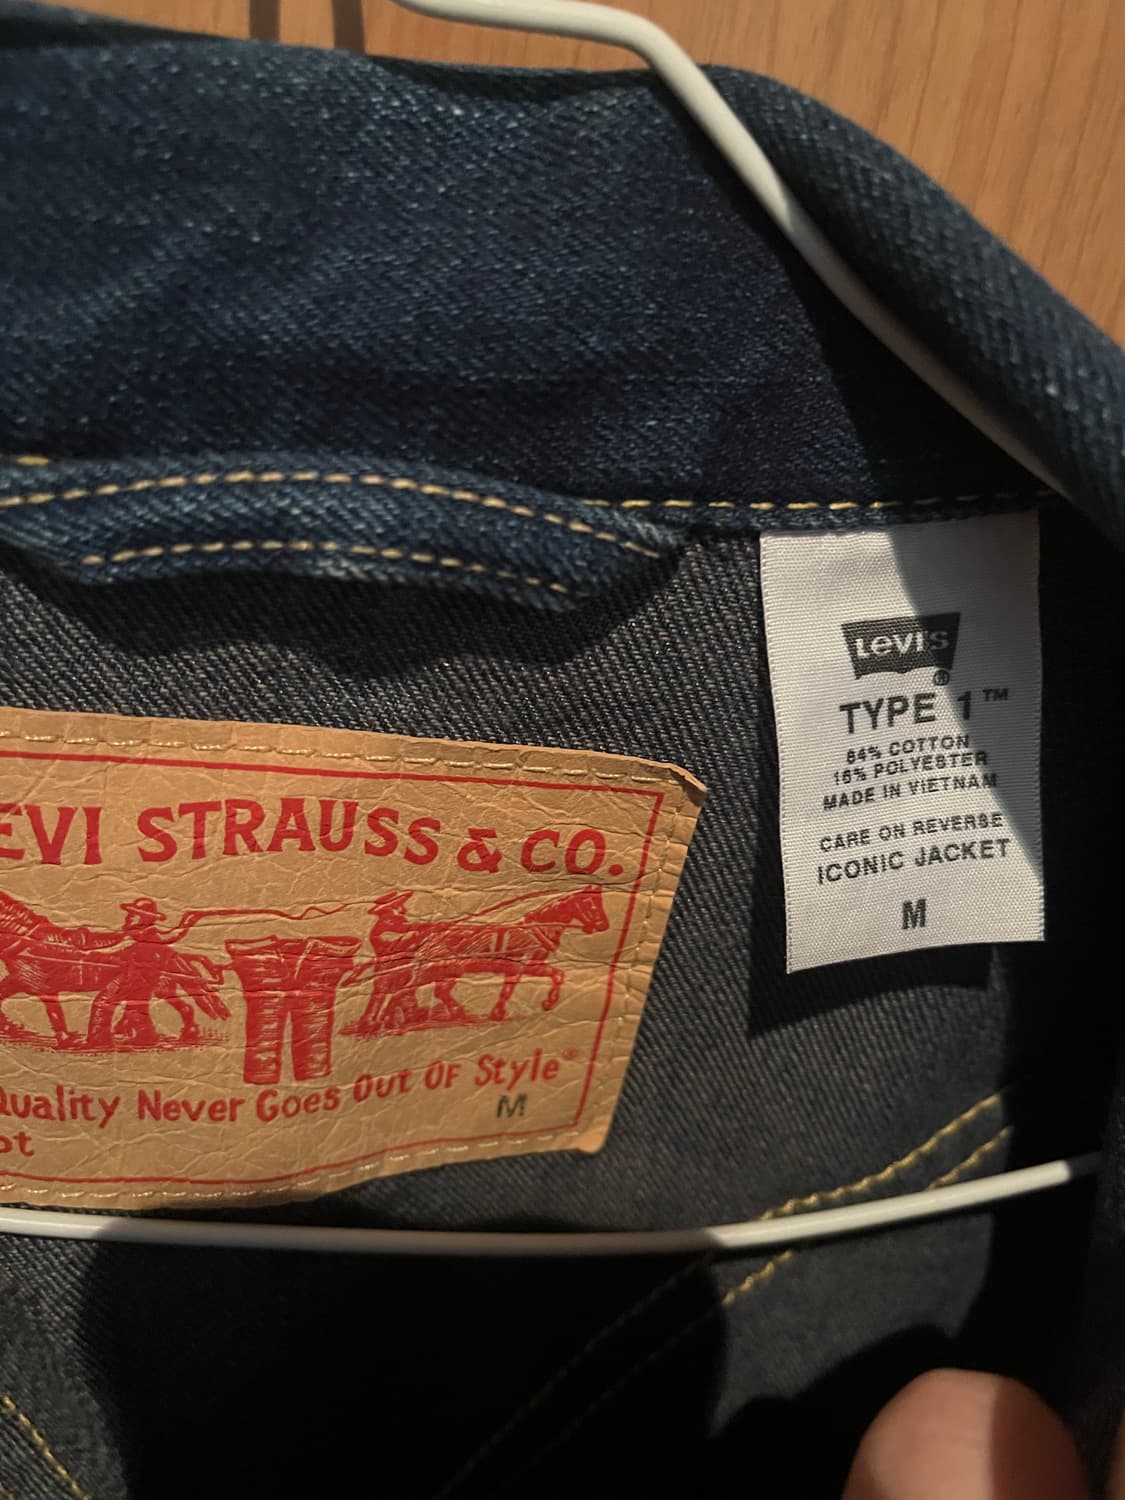 EVI STRAUSS & CO.
Quality Never Goes Out OF Style®
M
ot
LEVI'S
®
TYPE 1™
84% COTTON
16% POLYESTER
MADE IN VIETNAM
CARE ON REVERSE
ICONIC JACKET
M